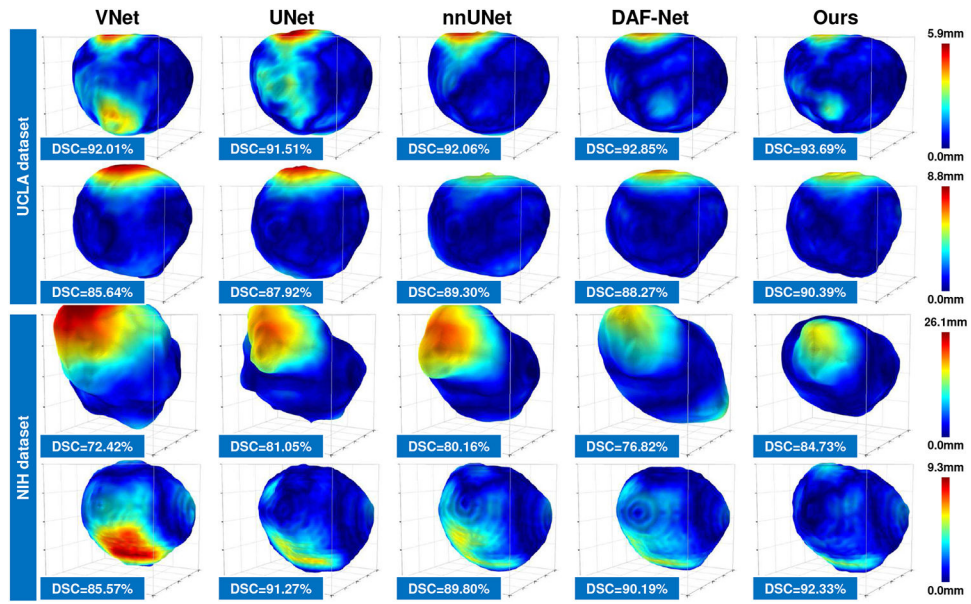 VNet UNet nnUNet DAF-Net Ours
UCLA dataset
5.9mm
DSC=92.01% DSC=91.51% DSC=92.06% DSC=92.85% DSC=93.69%
0.0mm
8.8mm
DSC=85.64% DSC=87.92% DSC=89.30% DSC=88.27% DSC=90.39%
0.0mm
NIH dataset
26.1mm
DSC=72.42% DSC=81.05% DSC=80.16% DSC=76.82% DSC=84.73%
0.0mm
9.3mm
DSC=85.57% DSC=91.27% DSC=89.80% DSC=90.19% DSC=92.33%
0.0mm